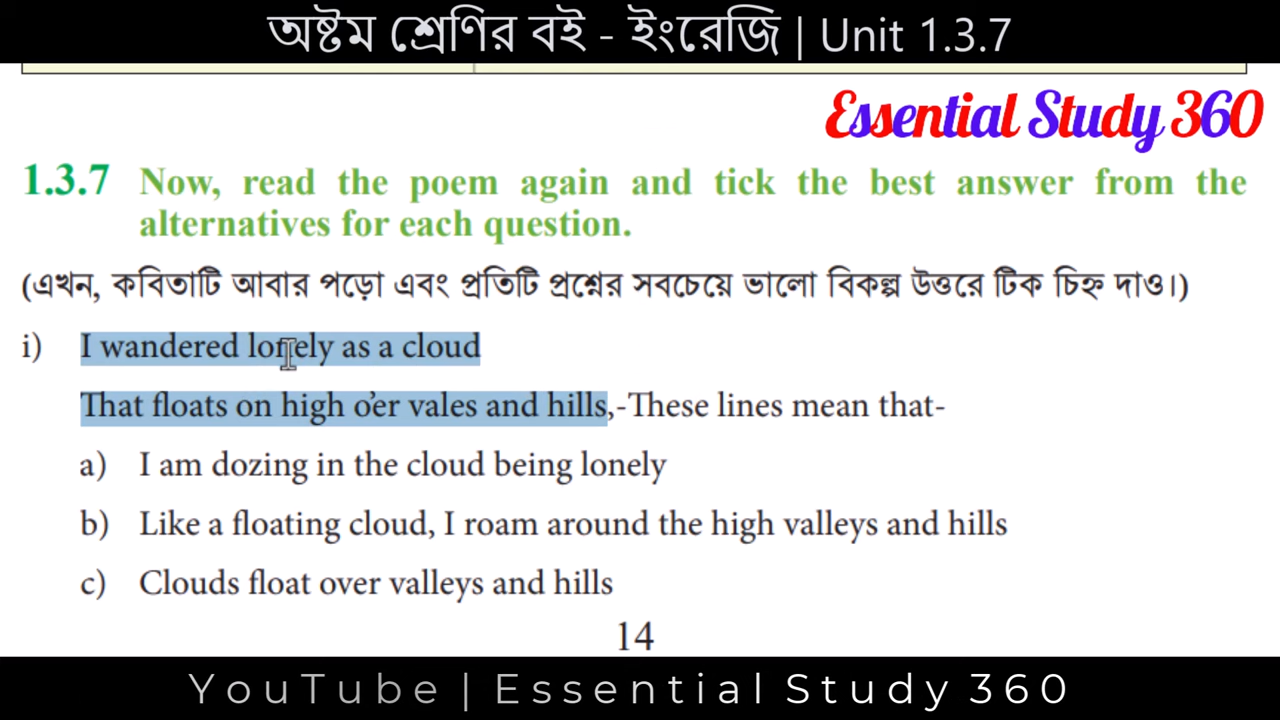 অষ্টম শ্রেণির বই - ইংরেজি | Unit 1.3.7
Essential Study 360
1.3.7 Now, read the poem again and tick the best answer from the
alternatives for each question.
(এখন, কবিতাটি আবার পড়ো এবং প্রতিটি প্রশ্নের সবচেয়ে ভালো বিকল্প উত্তরে টিক চিহ্ন দাও।)
i) I wandered lonely as a cloud
That floats on high o’er vales and hills,-These lines mean that-
a) I am dozing in the cloud being lonely
b) Like a floating cloud, I roam around the high valleys and hills
c) Clouds float over valleys and hills
14
YouTube | Essential Study 360